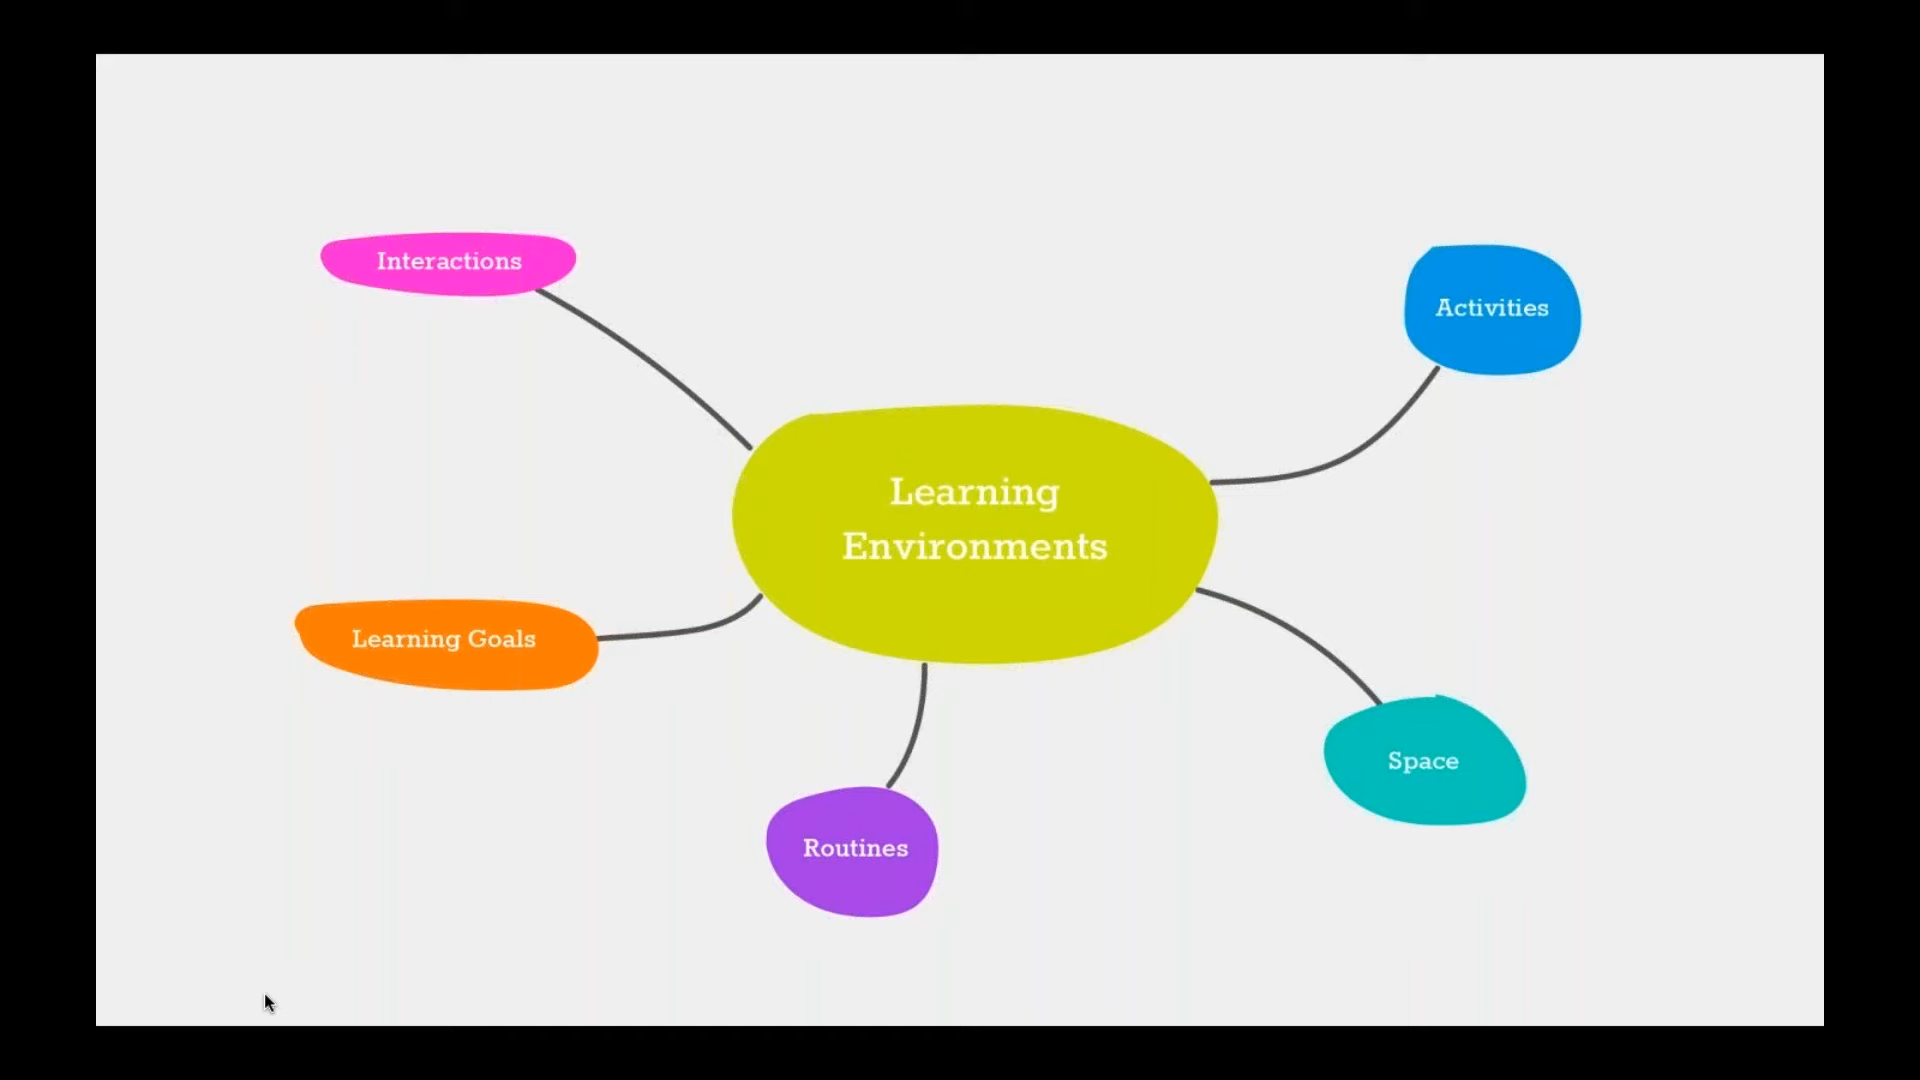 Interactions
Activities
Learning
Environments
Learning Goals
Space
Routines